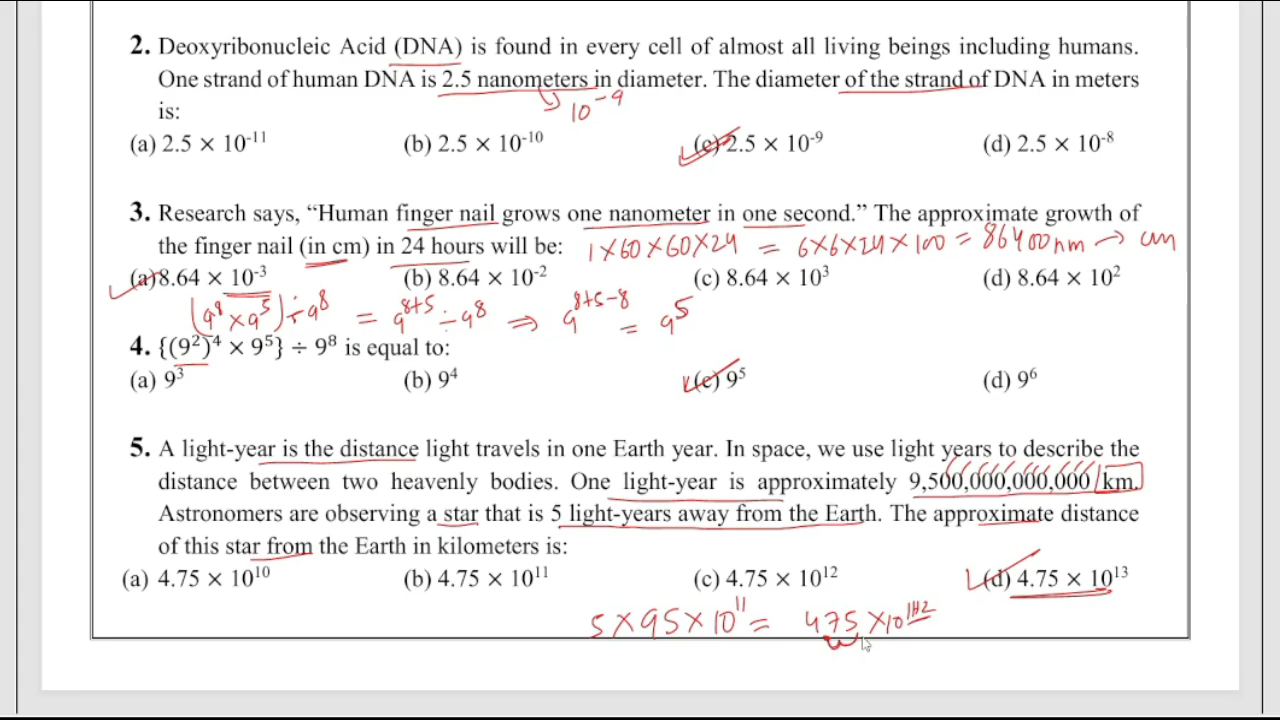 2. Deoxyribonucleic Acid (DNA) is found in every cell of almost all living beings including humans.
One strand of human DNA is 2.5 nanometers in diameter. The diameter of the strand of DNA in meters
is:
10⁻⁹
(a) 2.5 × 10⁻¹¹ (b) 2.5 × 10⁻¹⁰ (c) 2.5 × 10⁻⁹ (d) 2.5 × 10⁻⁸
3. Research says, “Human finger nail grows one nanometer in one second.” The approximate growth of
the finger nail (in cm) in 24 hours will be: 1×60×60×24 = 6×6×24×100 = 86400nm → cm
(a) 8.64 × 10⁻³ (b) 8.64 × 10⁻² (c) 8.64 × 10³ (d) 8.64 × 10²
(9⁸×9⁵)÷9⁸ = 9⁸⁺⁵÷9⁸ ⇒ 9⁸⁺⁵⁻⁸ = 9⁵
4. {(9²)⁴ × 9⁵} ÷ 9⁸ is equal to:
(a) 9³ (b) 9⁴ (c) 9⁵ (d) 9⁶
5. A light-year is the distance light travels in one Earth year. In space, we use light years to describe the
distance between two heavenly bodies. One light-year is approximately 9,500,000,000,000 km.
Astronomers are observing a star that is 5 light-years away from the Earth. The approximate distance
of this star from the Earth in kilometers is:
(a) 4.75 × 10¹⁰ (b) 4.75 × 10¹¹ (c) 4.75 × 10¹² (d) 4.75 × 10¹³
5×95×10¹¹ = 475×10¹¹⁺²